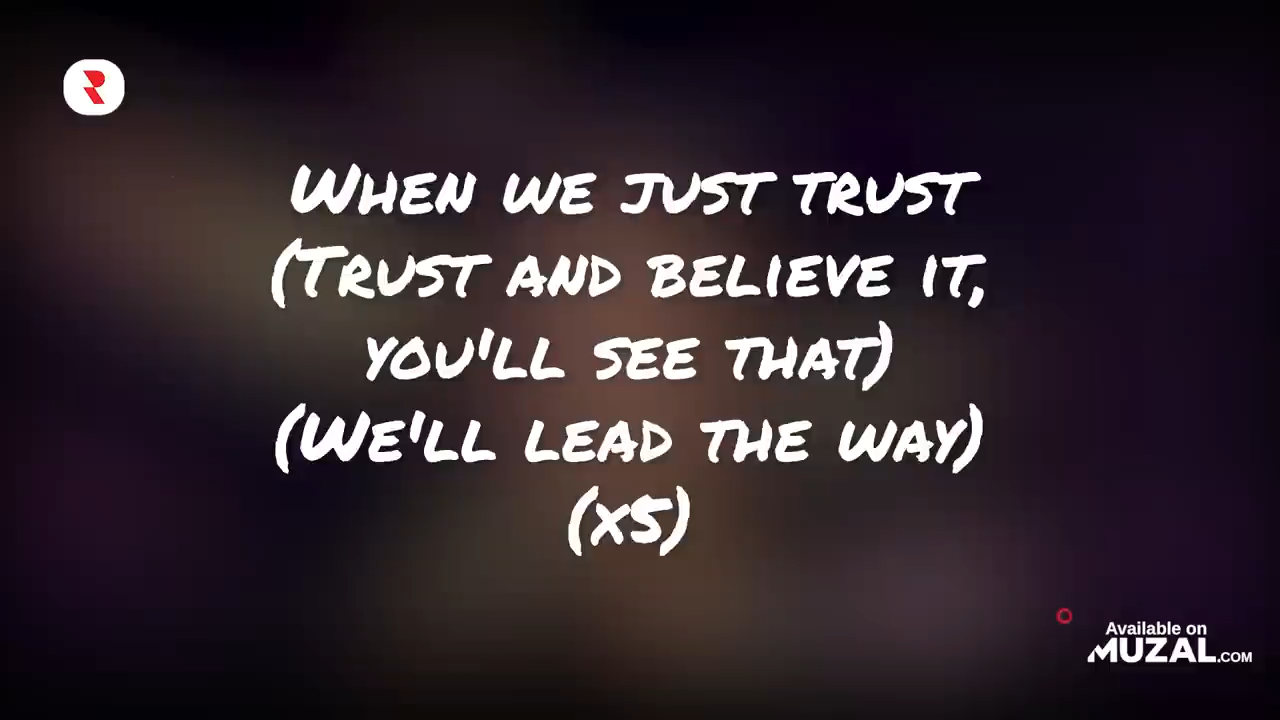 When we just trust
(Trust and believe it,
you'll see that)
(We'll lead the way)
(x5)
Available on
MUZAL.COM